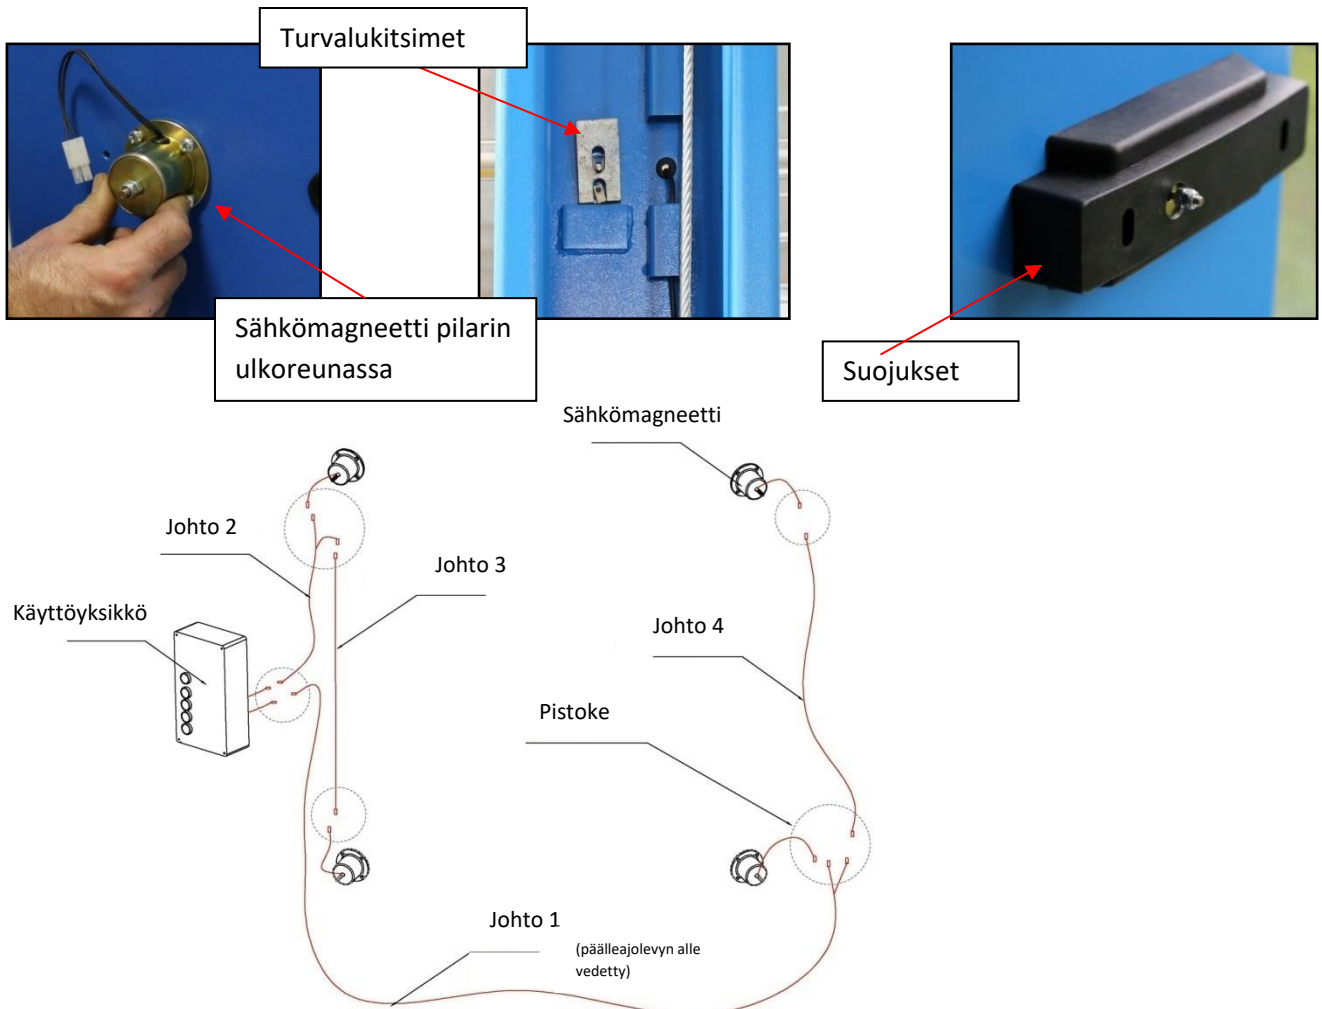 Turvalukitsimet
Sähkömagneetti pilarin
ulkoreunassa
Suojukset
Sähkömagneetti
Johto 2
Johto 3
Käyttöyksikkö
Johto 4
Pistoke
Johto 1
(päälleajolevyn alle
vedetty)